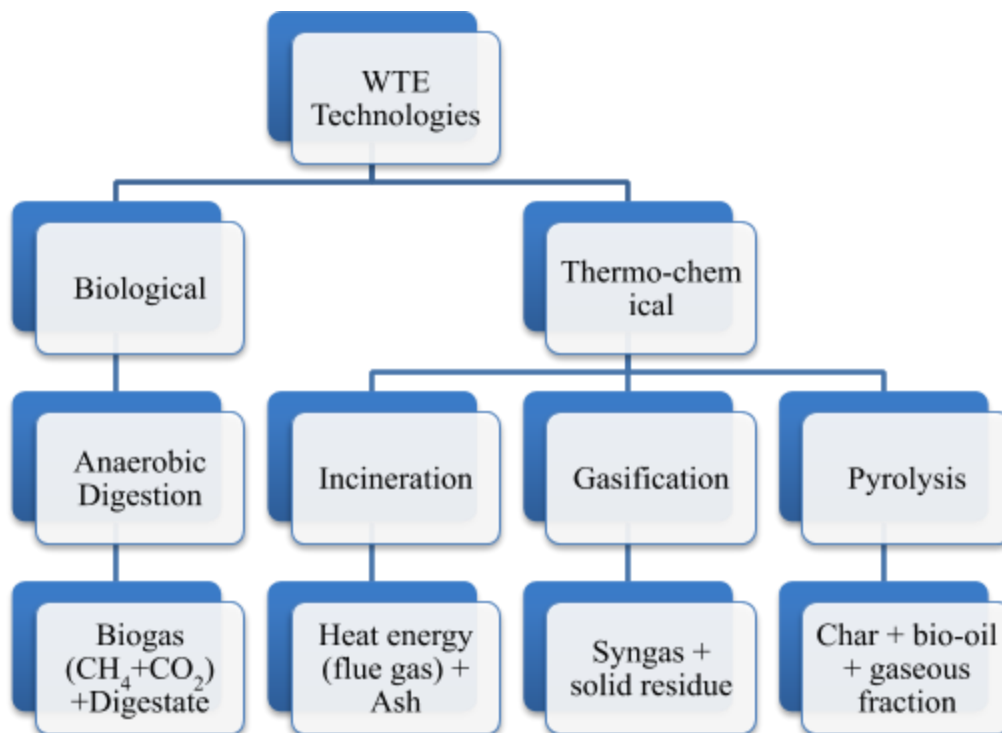 WTE
Technologies
Biological
Thermo-chem
ical
Anaerobic
Digestion
Incineration
Gasification
Pyrolysis
Biogas
(CH₄+CO₂)
+Digestate
Heat energy
(flue gas) +
Ash
Syngas +
solid residue
Char + bio-oil
+ gaseous
fraction